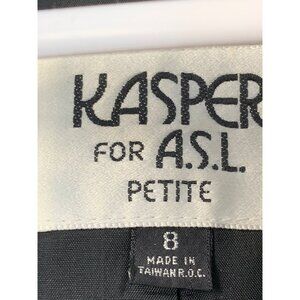 KASPER
FOR A.S.L.
PETITE
8
MADE IN
TAIWAN R.O.C.